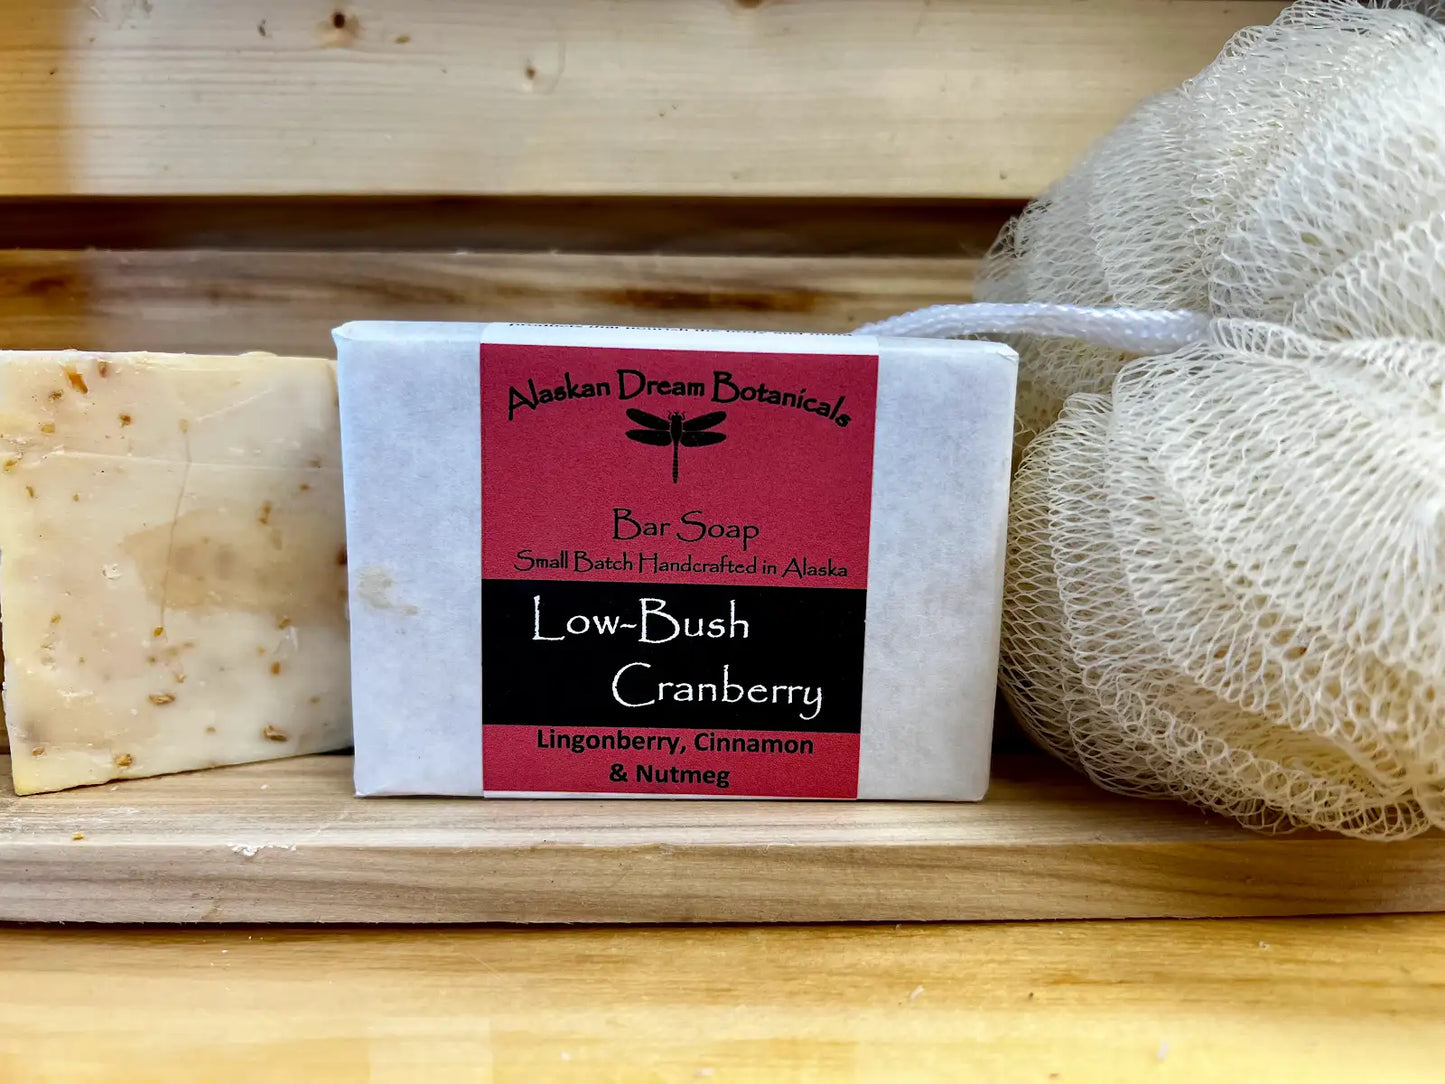 Alaskan Dream Botanicals
Bar Soap
Small Batch Handcrafted in Alaska
Low-Bush
Cranberry
Lingonberry, Cinnamon
& Nutmeg